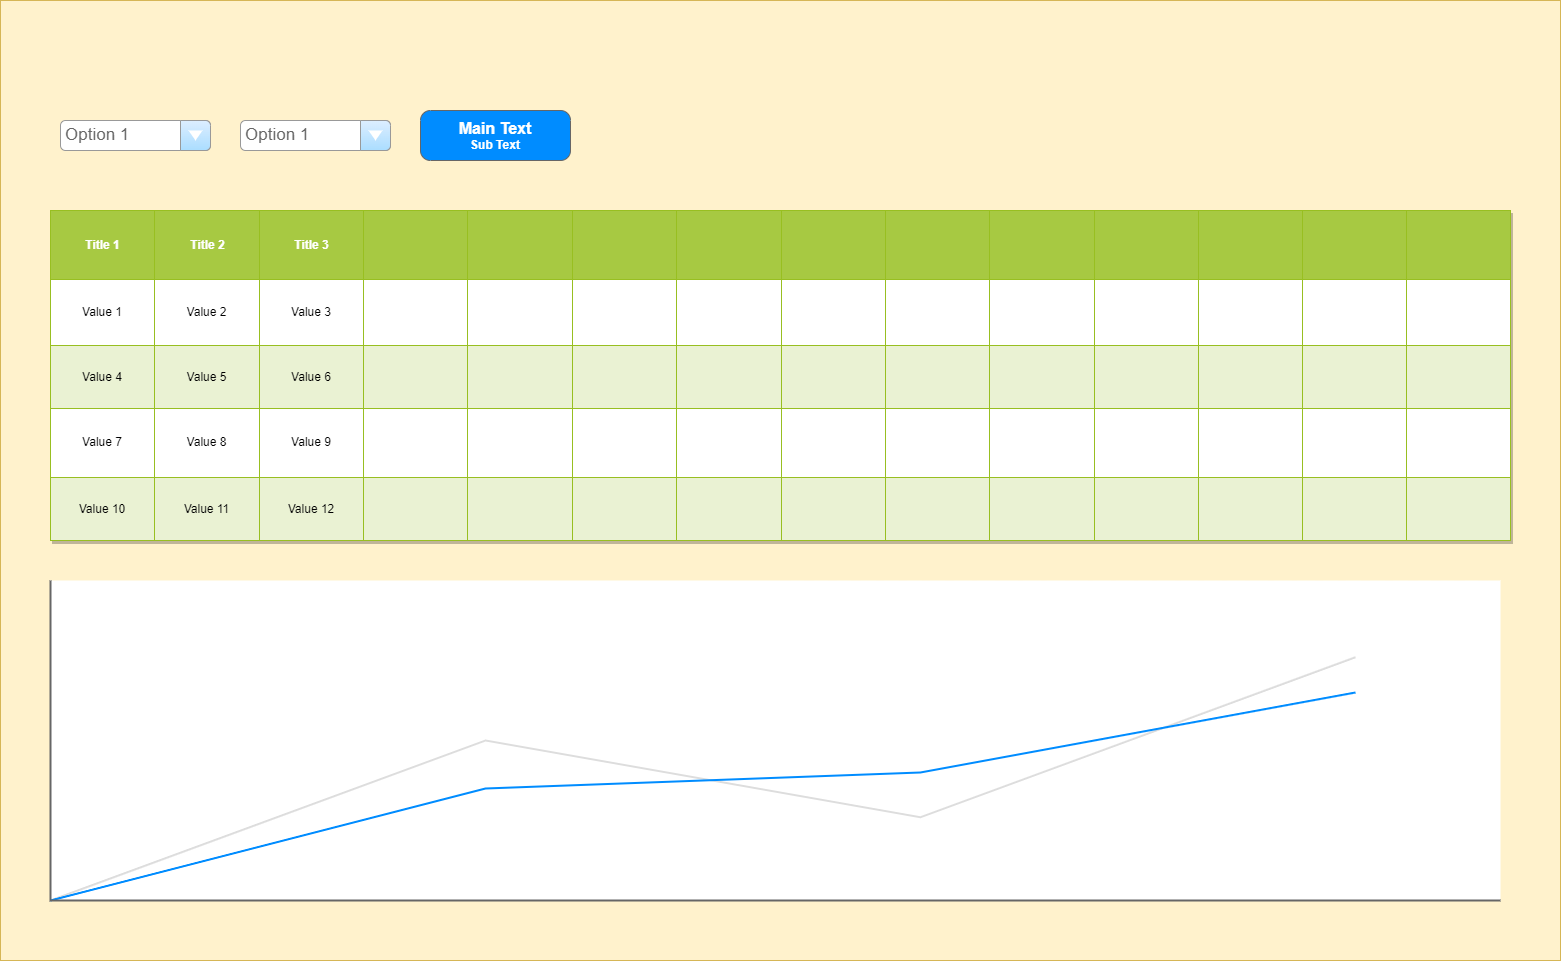 Option 1
Option 1
Main Text
Sub Text
Title 1 Title 2 Title 3
Value 1 Value 2 Value 3
Value 4 Value 5 Value 6
Value 7 Value 8 Value 9
Value 10 Value 11 Value 12